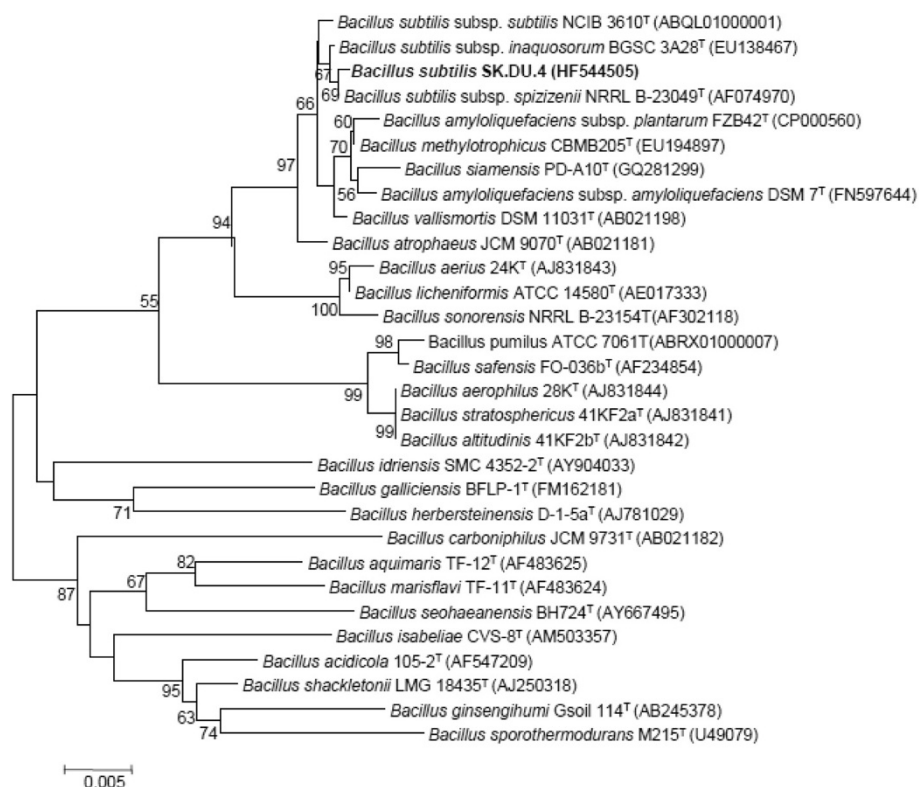 Bacillus subtilis subsp. subtilis NCIB 3610ᵀ (ABQL01000001)
Bacillus subtilis subsp. inaquosorum BGSC 3A28ᵀ (EU138467)
67
Bacillus subtilis SK.DU.4 (HF544505)
69
Bacillus subtilis subsp. spizizenii NRRL B-23049ᵀ (AF074970)
66
60
Bacillus amyloliquefaciens subsp. plantarum FZB42ᵀ (CP000560)
Bacillus methylotrophicus CBMB205ᵀ (EU194897)
70
97
Bacillus siamensis PD-A10ᵀ (GQ281299)
56
Bacillus amyloliquefaciens subsp. amyloliquefaciens DSM 7ᵀ (FN597644)
Bacillus vallismortis DSM 11031ᵀ (AB021198)
94
Bacillus atrophaeus JCM 9070ᵀ (AB021181)
95
Bacillus aerius 24Kᵀ (AJ831843)
Bacillus licheniformis ATCC 14580ᵀ (AE017333)
55
100
Bacillus sonorensis NRRL B-23154T(AF302118)
98
Bacillus pumilus ATCC 7061T(ABRX01000007)
Bacillus safensis FO-036bᵀ (AF234854)
99
Bacillus aerophilus 28Kᵀ (AJ831844)
Bacillus stratosphericus 41KF2aᵀ (AJ831841)
99
Bacillus altitudinis 41KF2bᵀ (AJ831842)
Bacillus idriensis SMC 4352-2ᵀ (AY904033)
Bacillus galliciensis BFLP-1ᵀ (FM162181)
71
Bacillus herbersteinensis D-1-5aᵀ (AJ781029)
Bacillus carboniphilus JCM 9731ᵀ (AB021182)
82
Bacillus aquimaris TF-12ᵀ (AF483625)
67
87
Bacillus marisflavi TF-11ᵀ (AF483624)
Bacillus seohaeanensis BH724ᵀ (AY667495)
Bacillus isabeliae CVS-8ᵀ (AM503357)
Bacillus acidicola 105-2ᵀ (AF547209)
95
Bacillus shackletonii LMG 18435ᵀ (AJ250318)
63
Bacillus ginsengihumi Gsoil 114ᵀ (AB245378)
74
Bacillus sporothermodurans M215ᵀ (U49079)
0.005